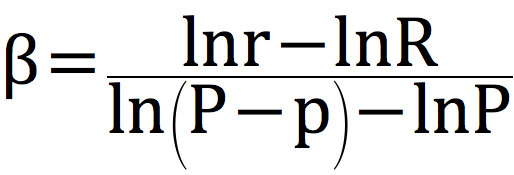 β = lnr − lnR / ln(P − p) − lnP